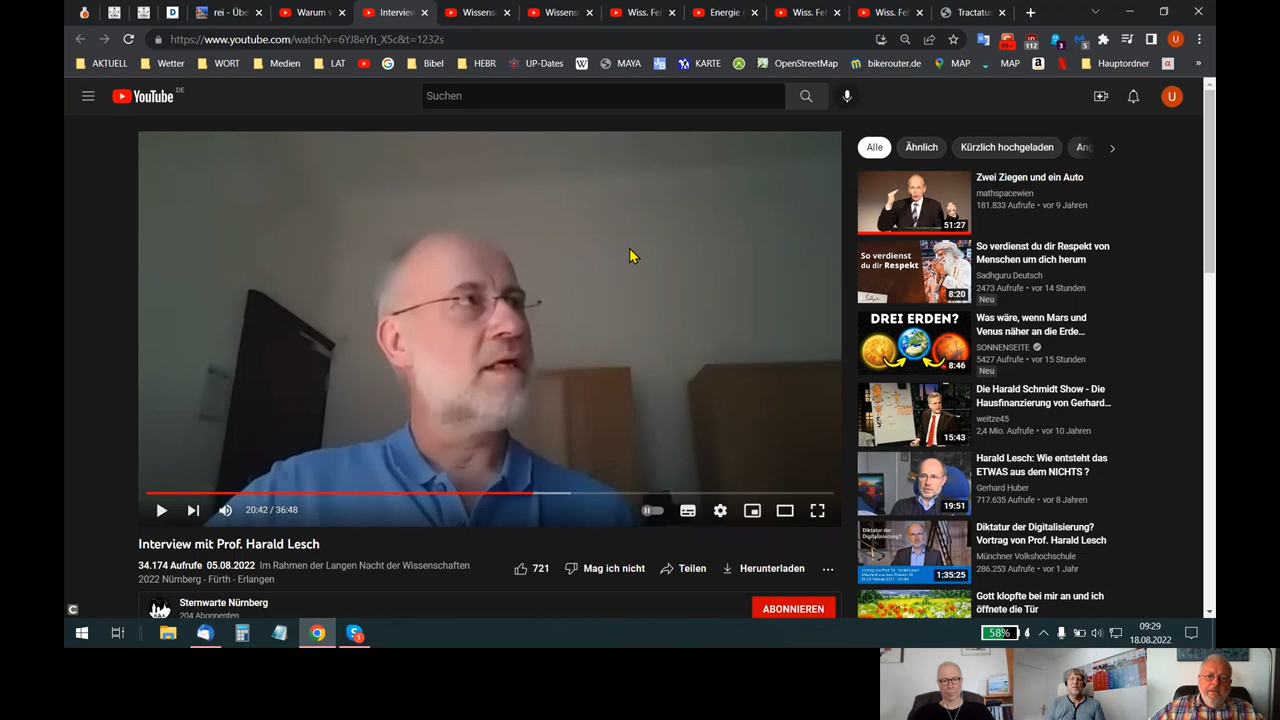 rei - Übe
Warum v
Interviev
Wissens
Wissens
Wiss. Fel
Energie (
Wiss. Fel
Wiss. Fel
Tractatus
https://www.youtube.com/watch?v=6YJ8eYh_X5c&t=1232s
AKTUELL
Wetter
WORT
Medien
LAT
Bibel
HEBR
UP-Dates
MAYA
KARTE
OpenStreetMap
bikerouter.de
MAP
MAP
Hauptordner
YouTube DE
Suchen
U
Alle
Ähnlich
Kürzlich hochgeladen
Zwei Ziegen und ein Auto
mathspacewien
181.833 Aufrufe • vor 9 Jahren
51:27
So verdienst du dir Respekt
8:20
So verdienst du dir Respekt von
Menschen um dich herum
Sadhguru Deutsch
2473 Aufrufe • vor 14 Stunden
Neu
DREI ERDEN?
8:46
Was wäre, wenn Mars und
Venus näher an die Erde...
SONNENSEITE
5427 Aufrufe • vor 15 Stunden
Neu
15:43
Die Harald Schmidt Show - Die
Hausfinanzierung von Gerhard...
weitze45
2,4 Mio. Aufrufe • vor 10 Jahren
19:51
Harald Lesch: Wie entsteht das
ETWAS aus dem NICHTS ?
Gerhard Huber
717.635 Aufrufe • vor 8 Jahren
1:35:25
Diktatur der Digitalisierung?
Vortrag von Prof. Harald Lesch
Münchner Volkshochschule
286.253 Aufrufe • vor 1 Jahr
Gott klopfte bei mir an und ich
öffnete die Tür
20:42 / 36:48
Interview mit Prof. Harald Lesch
34.174 Aufrufe 05.08.2022 Im Rahmen der Langen Nacht der Wissenschaften
2022 Nürnberg - Fürth - Erlangen
721
Mag ich nicht
Teilen
Herunterladen
Sternwarte Nürnberg
204 Abonnenten
ABONNIEREN
58%
09:29
18.08.2022